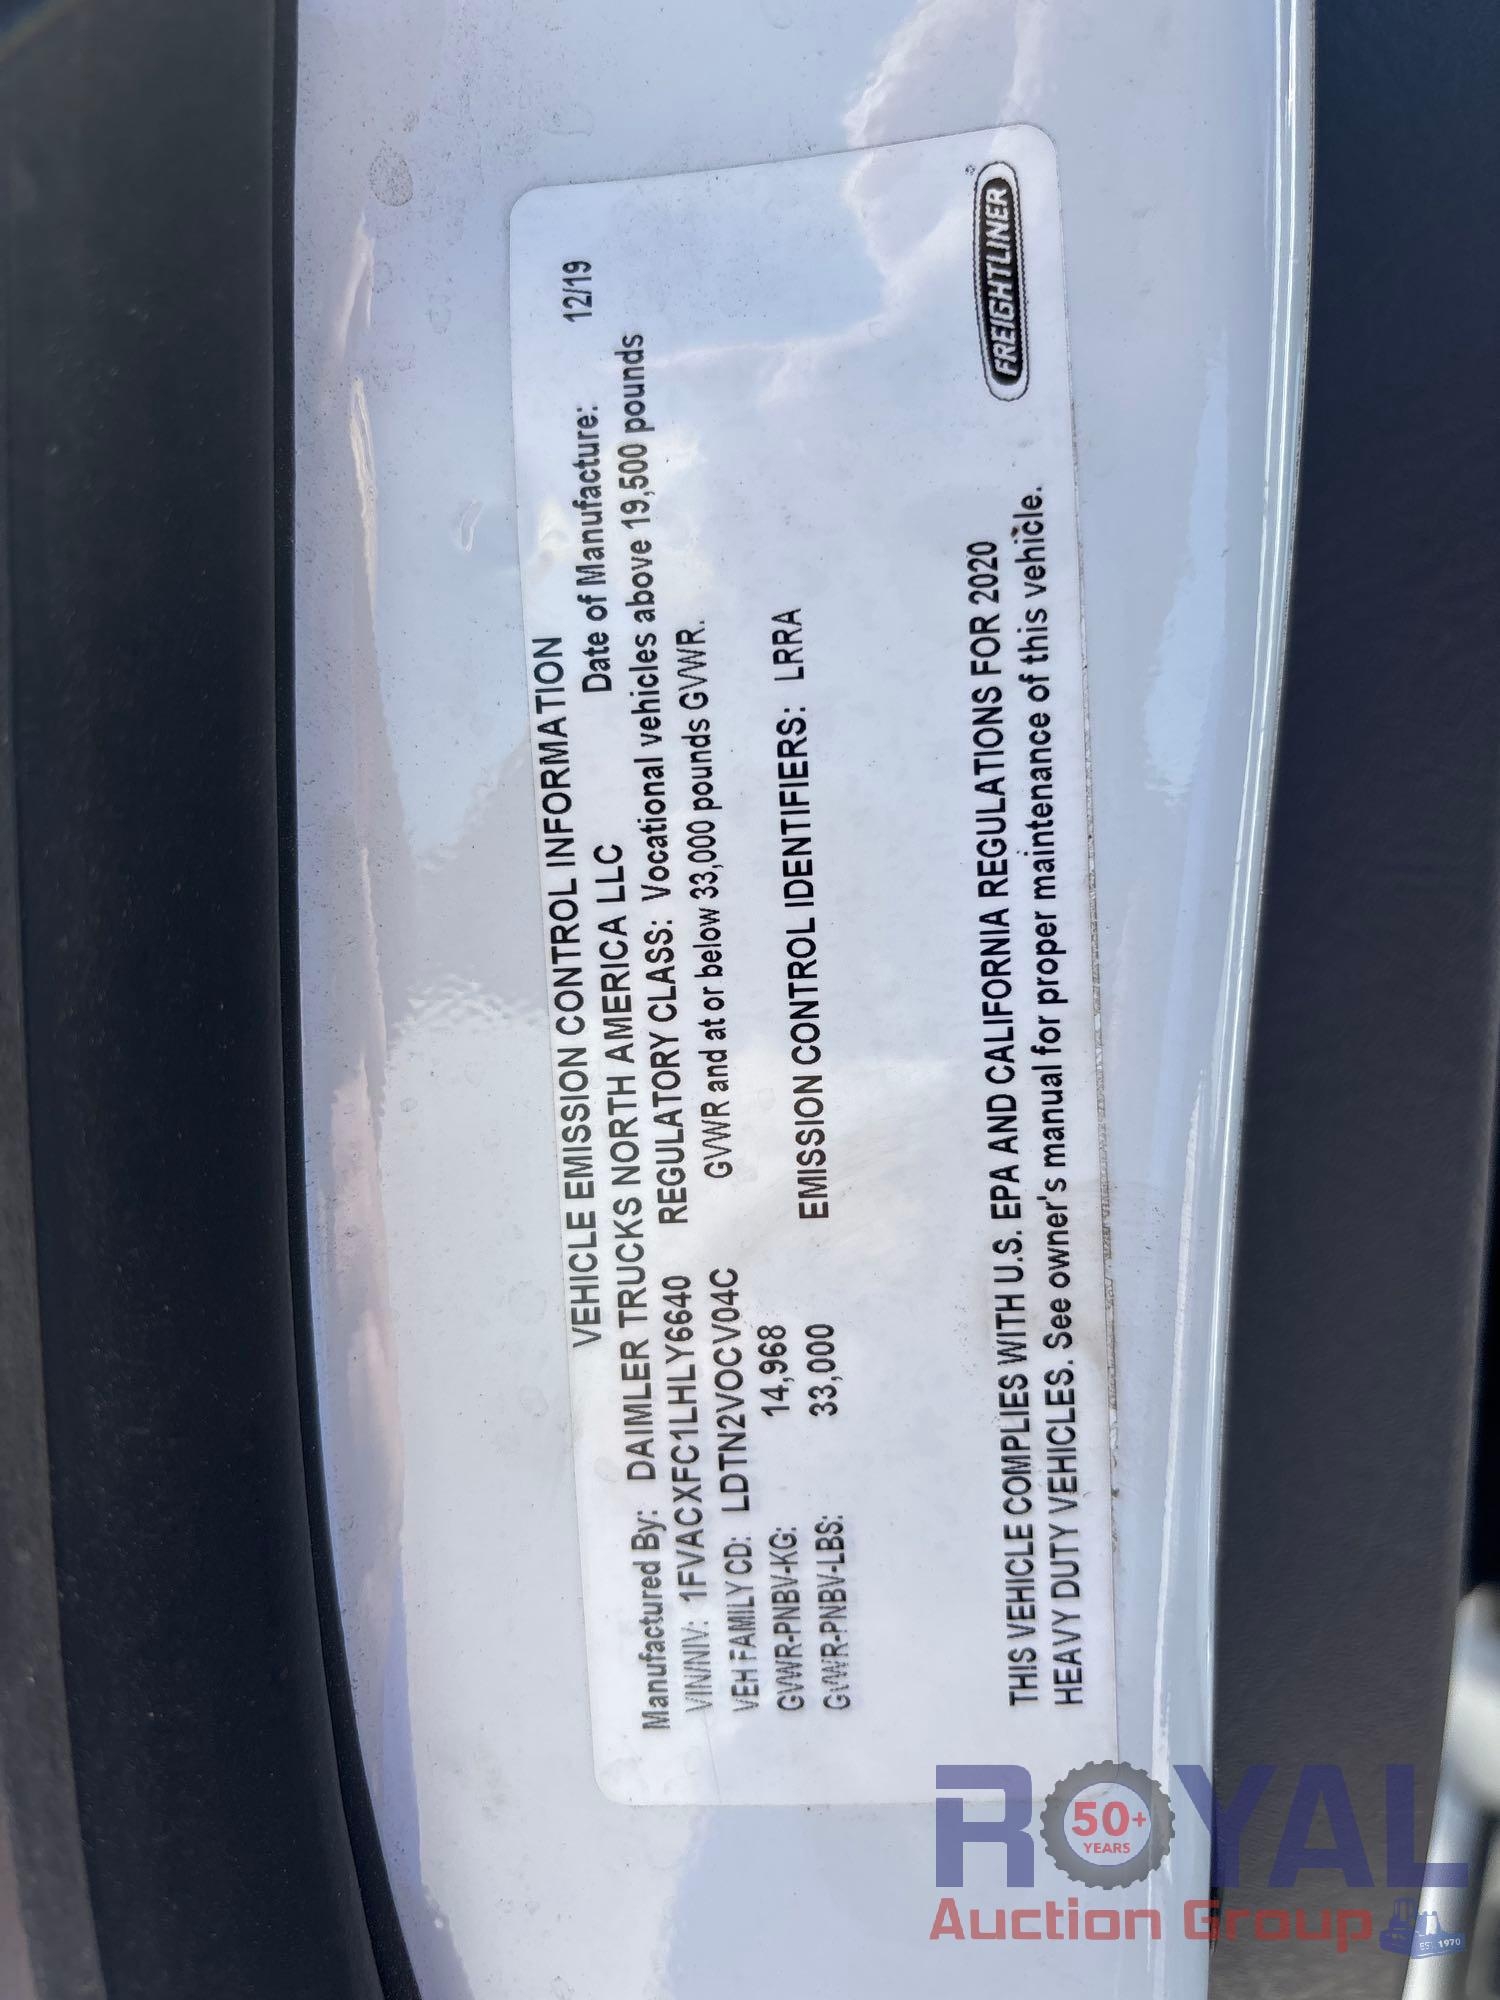 VEHICLE EMISSION CONTROL INFORMATION
Manufactured By: DAIMLER TRUCKS NORTH AMERICA LLC Date of Manufacture: 12/19
VIN/NIV: 1FVACXFC1LHLY6640 REGULATORY CLASS: Vocational vehicles above 19,500 pounds
VEH FAMILY CD: LDTN2VOCV04C GVWR and at or below 33,000 pounds GVWR.
GVWR-PNBV-KG: 14,968
GVWR-PNBV-LBS: 33,000 EMISSION CONTROL IDENTIFIERS: LRRA
THIS VEHICLE COMPLIES WITH U.S. EPA AND CALIFORNIA REGULATIONS FOR 2020
HEAVY DUTY VEHICLES. See owner's manual for proper maintenance of this vehicle.
FREIGHTLINER®
ROYAL
50+
YEARS
Auction Group
EST. 1970